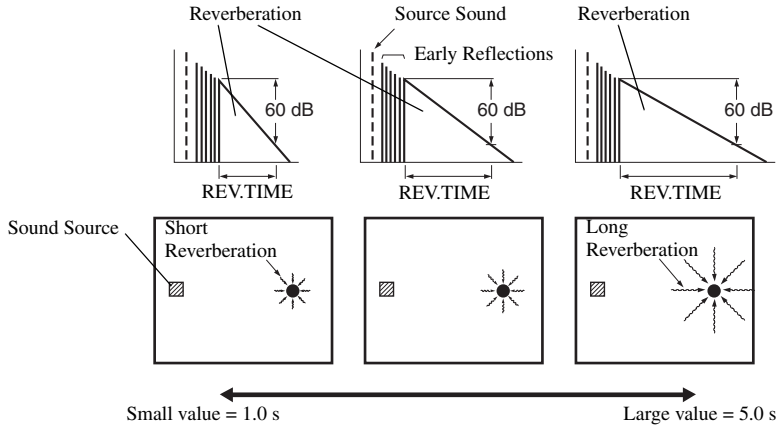 Reverberation
Source Sound
Reverberation
Early Reflections
60 dB
60 dB
60 dB
REV.TIME
REV.TIME
REV.TIME
Sound Source
Short
Reverberation
Long
Reverberation
Small value = 1.0 s
Large value = 5.0 s